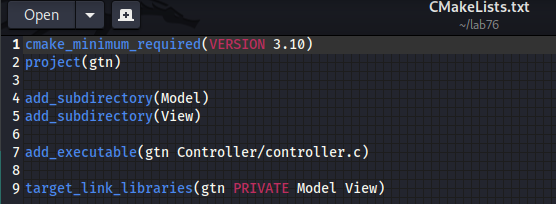 Open
CMakeLists.txt
~/lab76
1 cmake_minimum_required(VERSION 3.10)
2 project(gtn)
3
4 add_subdirectory(Model)
5 add_subdirectory(View)
6
7 add_executable(gtn Controller/controller.c)
8
9 target_link_libraries(gtn PRIVATE Model View)